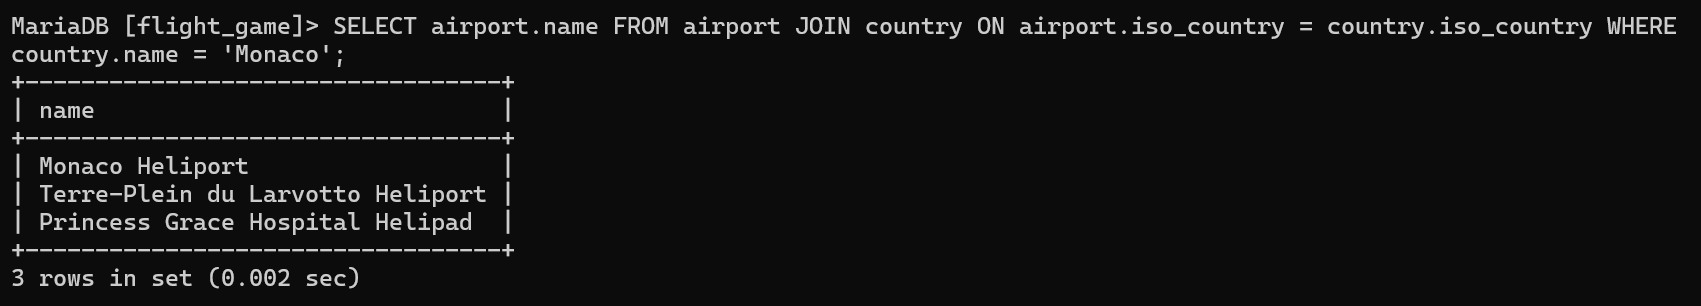 MariaDB [flight_game]> SELECT airport.name FROM airport JOIN country ON airport.iso_country = country.iso_country WHERE
country.name = 'Monaco';
+----------------------------------+
| name                             |
+----------------------------------+
| Monaco Heliport                  |
| Terre-Plein du Larvotto Heliport |
| Princess Grace Hospital Helipad  |
+----------------------------------+
3 rows in set (0.002 sec)